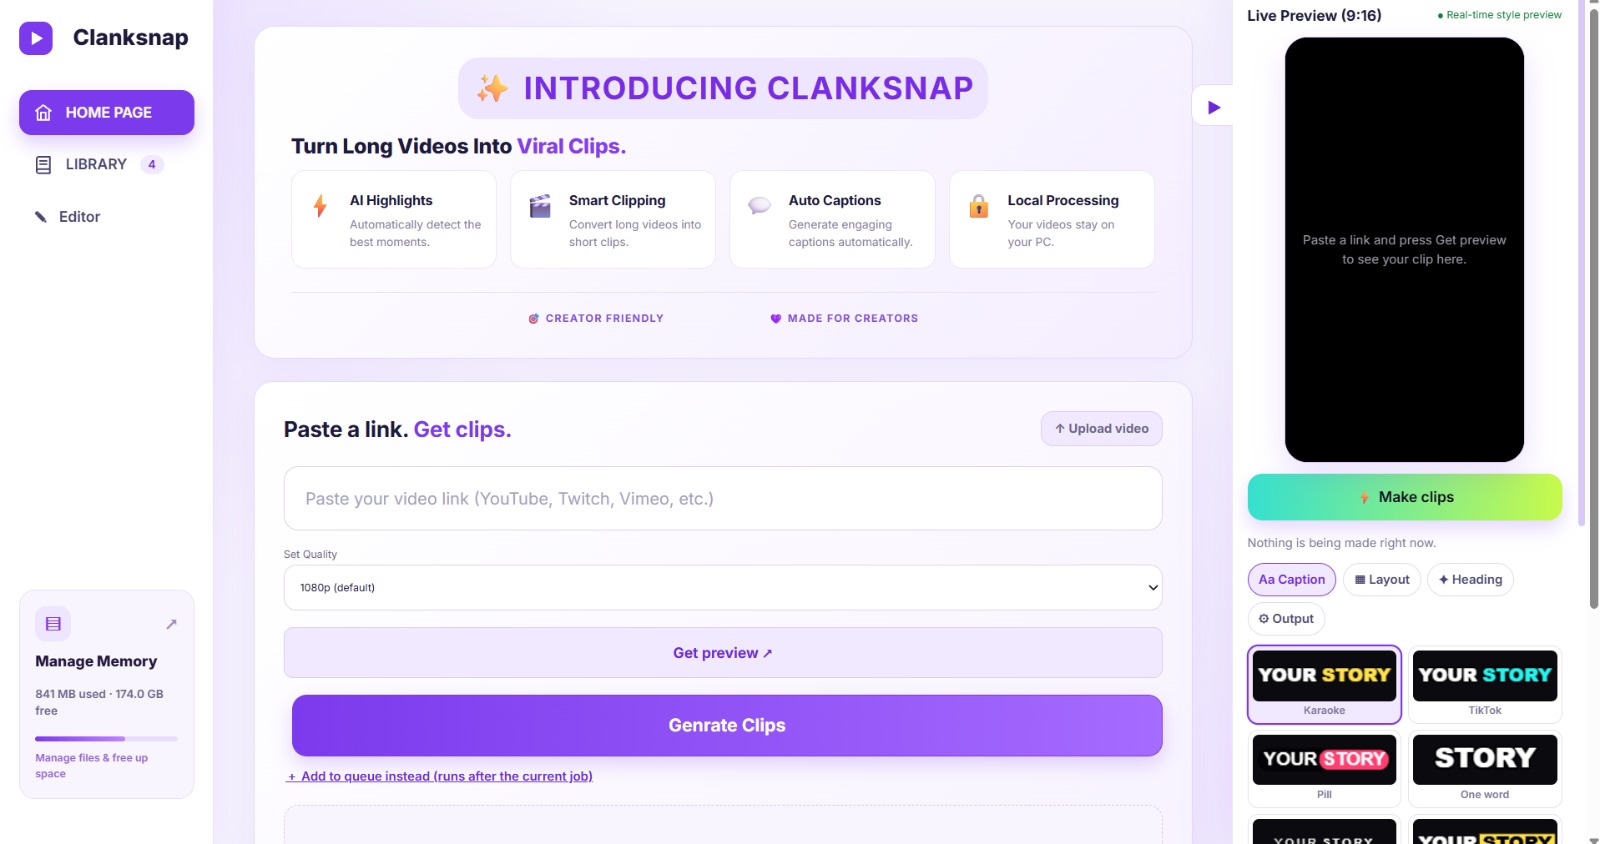 Clanksnap
HOME PAGE
LIBRARY 4
Editor
Manage Memory
841 MB used · 174.0 GB
free
Manage files & free up
space
✨ INTRODUCING CLANKSNAP
Turn Long Videos Into Viral Clips.
AI Highlights
Automatically detect the
best moments.
Smart Clipping
Convert long videos into
short clips.
Auto Captions
Generate engaging
captions automatically.
Local Processing
Your videos stay on
your PC.
CREATOR FRIENDLY
MADE FOR CREATORS
Paste a link. Get clips.
↑ Upload video
Paste your video link (YouTube, Twitch, Vimeo, etc.)
Set Quality
1080p (default)
Get preview ↗
Genrate Clips
+ Add to queue instead (runs after the current job)
Live Preview (9:16)
● Real-time style preview
Paste a link and press Get preview
to see your clip here.
Make clips
Nothing is being made right now.
Aa Caption
▦ Layout
✦ Heading
⚙ Output
YOUR STORY
Karaoke
YOUR STORY
TikTok
YOUR STORY
Pill
STORY
One word
YOUR STORY
YOUR STORY